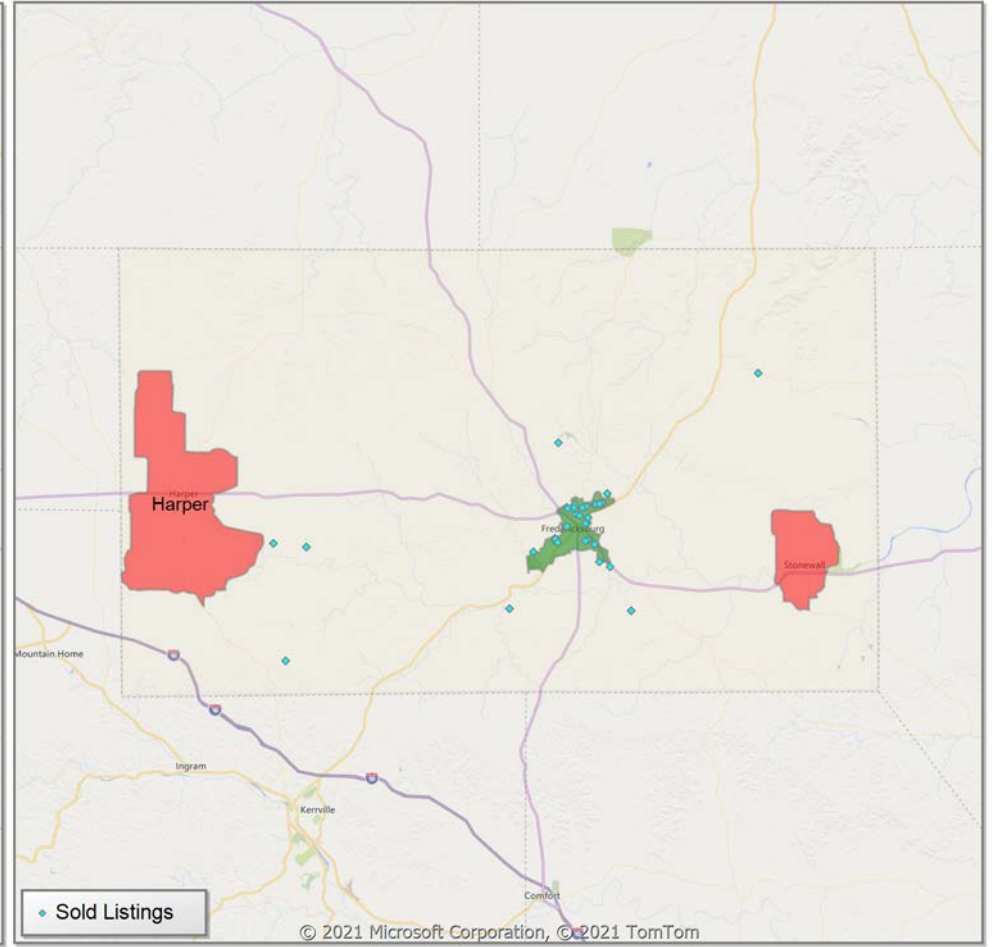 Harper
Harper
Fredericksburg
Stonewall
Mountain Home
Ingram
Kerrville
Comfort
Sold Listings
© 2021 Microsoft Corporation, © 2021 TomTom